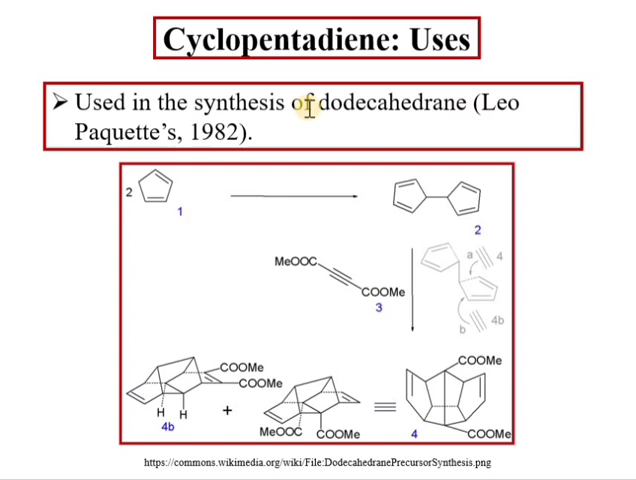 Cyclopentadiene: Uses
➢ Used in the synthesis of dodecahedrane (Leo
Paquette's, 1982).
2
1
2
MeOOC
COOMe
3
a
4
b
4b
COOMe
COOMe
H H
4b
+
MeOOC COOMe
COOMe
COOMe
4
https://commons.wikimedia.org/wiki/File:DodecahedranePrecursorSynthesis.png